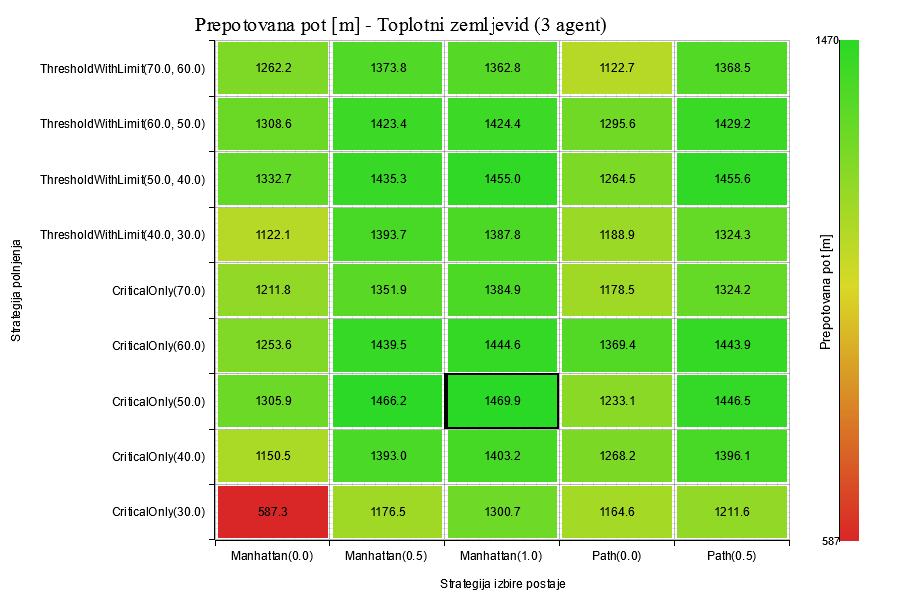 Prepotovana pot [m] - Toplotni zemljevid (3 agent)
ThresholdWithLimit(70.0, 60.0) 1262.2 1373.8 1362.8 1122.7 1368.5
ThresholdWithLimit(60.0, 50.0) 1308.6 1423.4 1424.4 1295.6 1429.2
ThresholdWithLimit(50.0, 40.0) 1332.7 1435.3 1455.0 1264.5 1455.6
ThresholdWithLimit(40.0, 30.0) 1122.1 1393.7 1387.8 1188.9 1324.3
CriticalOnly(70.0) 1211.8 1351.9 1384.9 1178.5 1324.2
CriticalOnly(60.0) 1253.6 1439.5 1444.6 1369.4 1443.9
CriticalOnly(50.0) 1305.9 1466.2 1469.9 1233.1 1446.5
CriticalOnly(40.0) 1150.5 1393.0 1403.2 1268.2 1396.1
CriticalOnly(30.0) 587.3 1176.5 1300.7 1164.6 1211.6
Manhattan(0.0) Manhattan(0.5) Manhattan(1.0) Path(0.0) Path(0.5)
Strategija izbire postaje
Strategija polnjenja
1470
Prepotovana pot [m]
587